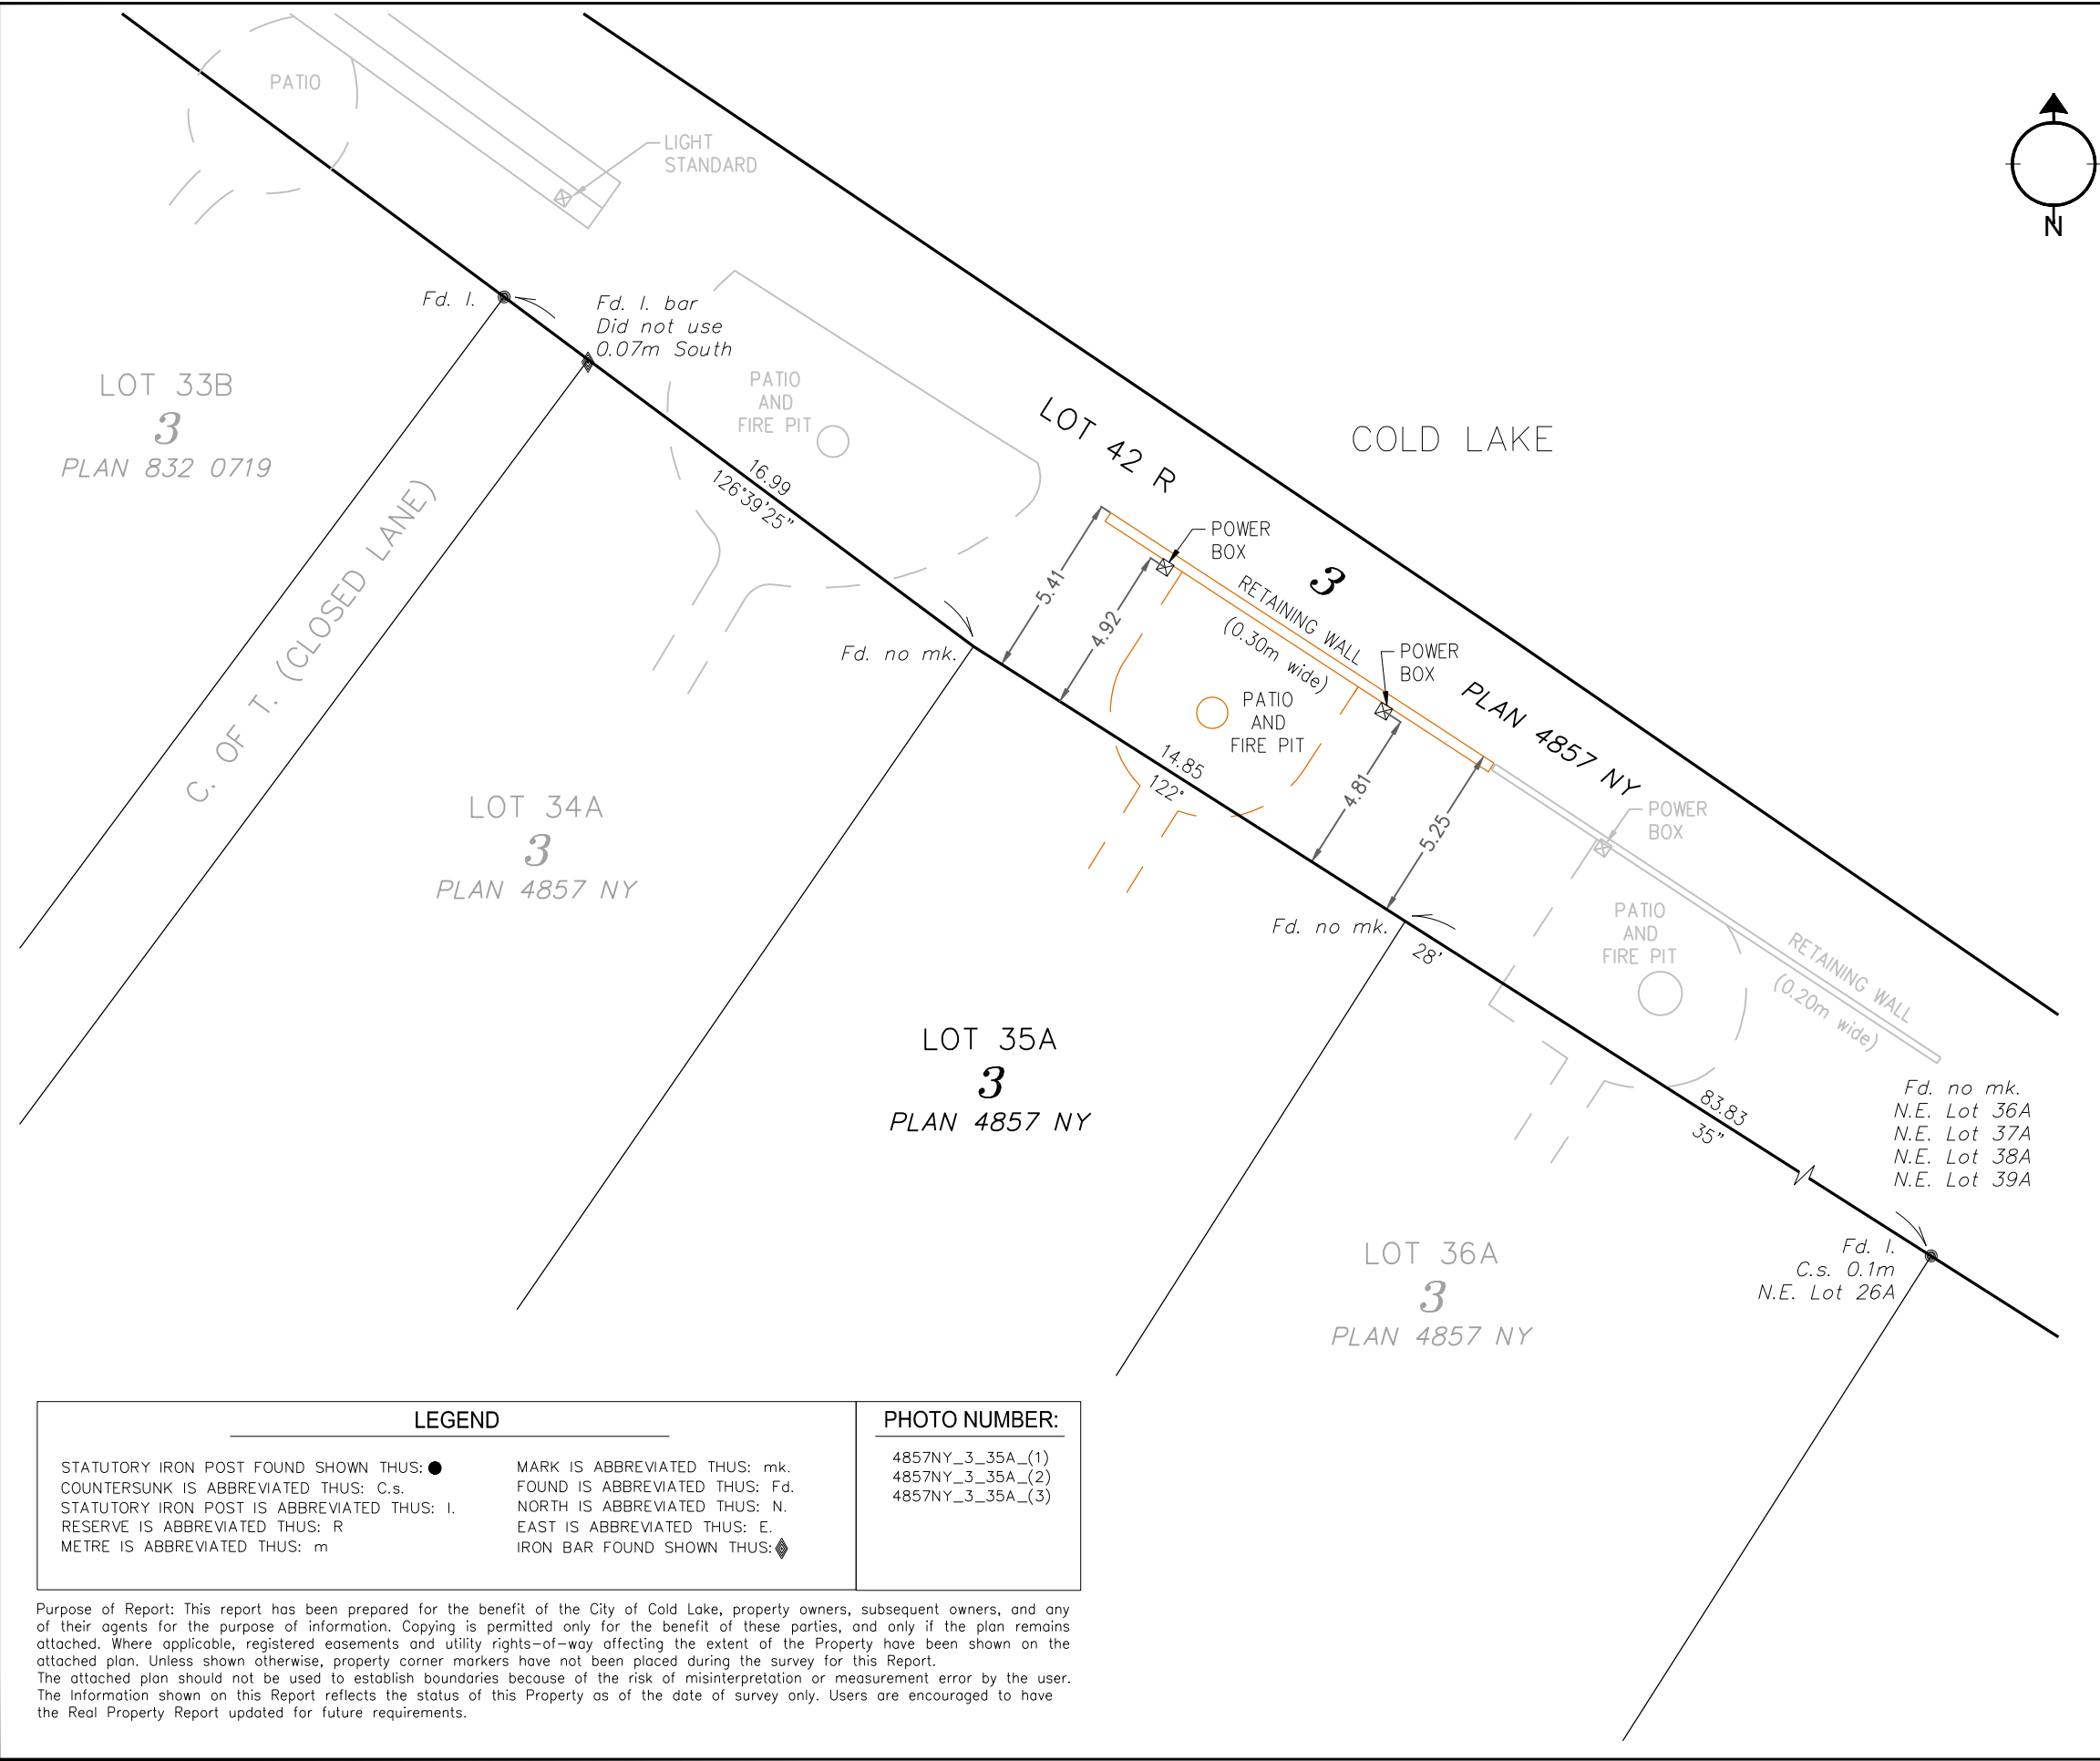 PATIO
LIGHT
STANDARD
N
Fd. I.
Fd. I. bar
Did not use
0.07m South
LOT 33B
3
PLAN 832 0719
PATIO
AND
FIRE PIT
LOT 42 R
COLD LAKE
16.99
126°39'25"
C. OF T. (CLOSED LANE)
POWER
BOX
3
5.41
4.92
RETAINING WALL
(0.30m wide)
Fd. no mk.
POWER
BOX
PLAN 4857 NY
PATIO
AND
FIRE PIT
14.85
122°
4.81
5.25
POWER
BOX
LOT 34A
3
PLAN 4857 NY
Fd. no mk.
28'
PATIO
AND
FIRE PIT
RETAINING WALL
(0.20m wide)
LOT 35A
3
PLAN 4857 NY
83.83
35"
Fd. no mk.
N.E. Lot 36A
N.E. Lot 37A
N.E. Lot 38A
N.E. Lot 39A
LOT 36A
3
PLAN 4857 NY
Fd. I.
C.s. 0.1m
N.E. Lot 26A
LEGEND
STATUTORY IRON POST FOUND SHOWN THUS:
COUNTERSUNK IS ABBREVIATED THUS: C.s.
STATUTORY IRON POST IS ABBREVIATED THUS: I.
RESERVE IS ABBREVIATED THUS: R
METRE IS ABBREVIATED THUS: m
MARK IS ABBREVIATED THUS: mk.
FOUND IS ABBREVIATED THUS: Fd.
NORTH IS ABBREVIATED THUS: N.
EAST IS ABBREVIATED THUS: E.
IRON BAR FOUND SHOWN THUS:
PHOTO NUMBER:
4857NY_3_35A_(1)
4857NY_3_35A_(2)
4857NY_3_35A_(3)
Purpose of Report: This report has been prepared for the benefit of the City of Cold Lake, property owners, subsequent owners, and any
of their agents for the purpose of information. Copying is permitted only for the benefit of these parties, and only if the plan remains
attached. Where applicable, registered easements and utility rights-of-way affecting the extent of the Property have been shown on the
attached plan. Unless shown otherwise, property corner markers have not been placed during the survey for this Report.
The attached plan should not be used to establish boundaries because of the risk of misinterpretation or measurement error by the user.
The Information shown on this Report reflects the status of this Property as of the date of survey only. Users are encouraged to have
the Real Property Report updated for future requirements.